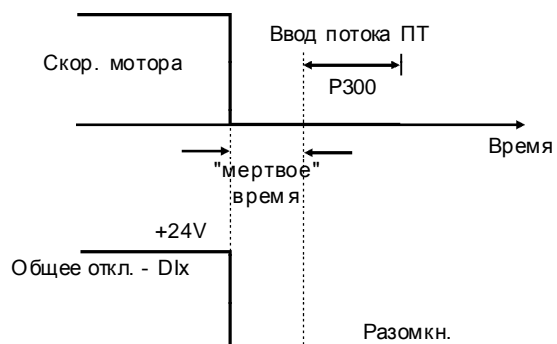 Ввод потока ПТ
Скор. мотора
P300
Время
"мертвое"
время
+24V
Общее откл. - DIx
Разомкн.